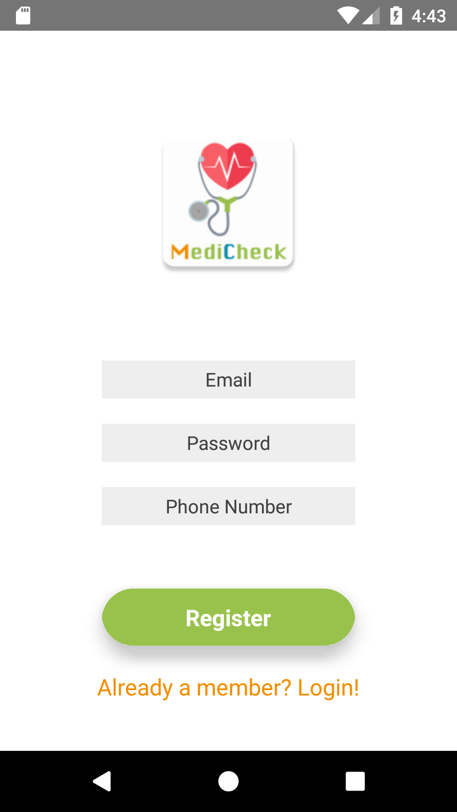 4:43
MediCheck
Email
Password
Phone Number
Register
Already a member? Login!